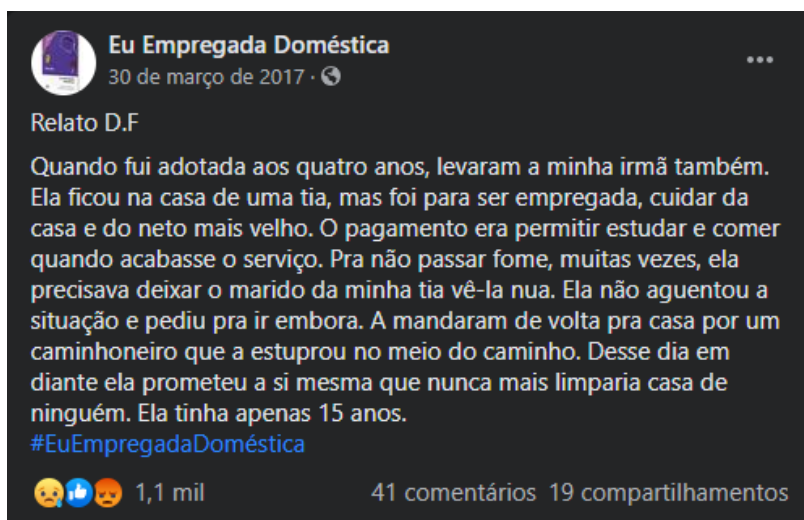 Eu Empregada Doméstica
30 de março de 2017 ·
Relato D.F
Quando fui adotada aos quatro anos, levaram a minha irmã também.
Ela ficou na casa de uma tia, mas foi para ser empregada, cuidar da
casa e do neto mais velho. O pagamento era permitir estudar e comer
quando acabasse o serviço. Pra não passar fome, muitas vezes, ela
precisava deixar o marido da minha tia vê-la nua. Ela não aguentou a
situação e pediu pra ir embora. A mandaram de volta pra casa por um
caminhoneiro que a estuprou no meio do caminho. Desse dia em
diante ela prometeu a si mesma que nunca mais limparia casa de
ninguém. Ela tinha apenas 15 anos.
#EuEmpregadaDoméstica
1,1 mil 41 comentários 19 compartilhamentos